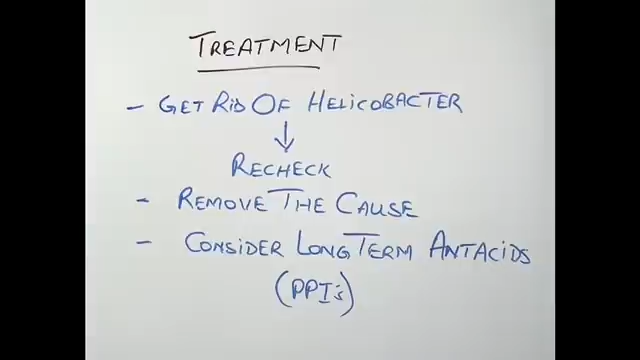 TREATMENT
- GET RID OF HELICOBACTER
↓
RECHECK
- REMOVE THE CAUSE
- CONSIDER LONG TERM ANTACIDS
(PPI's)